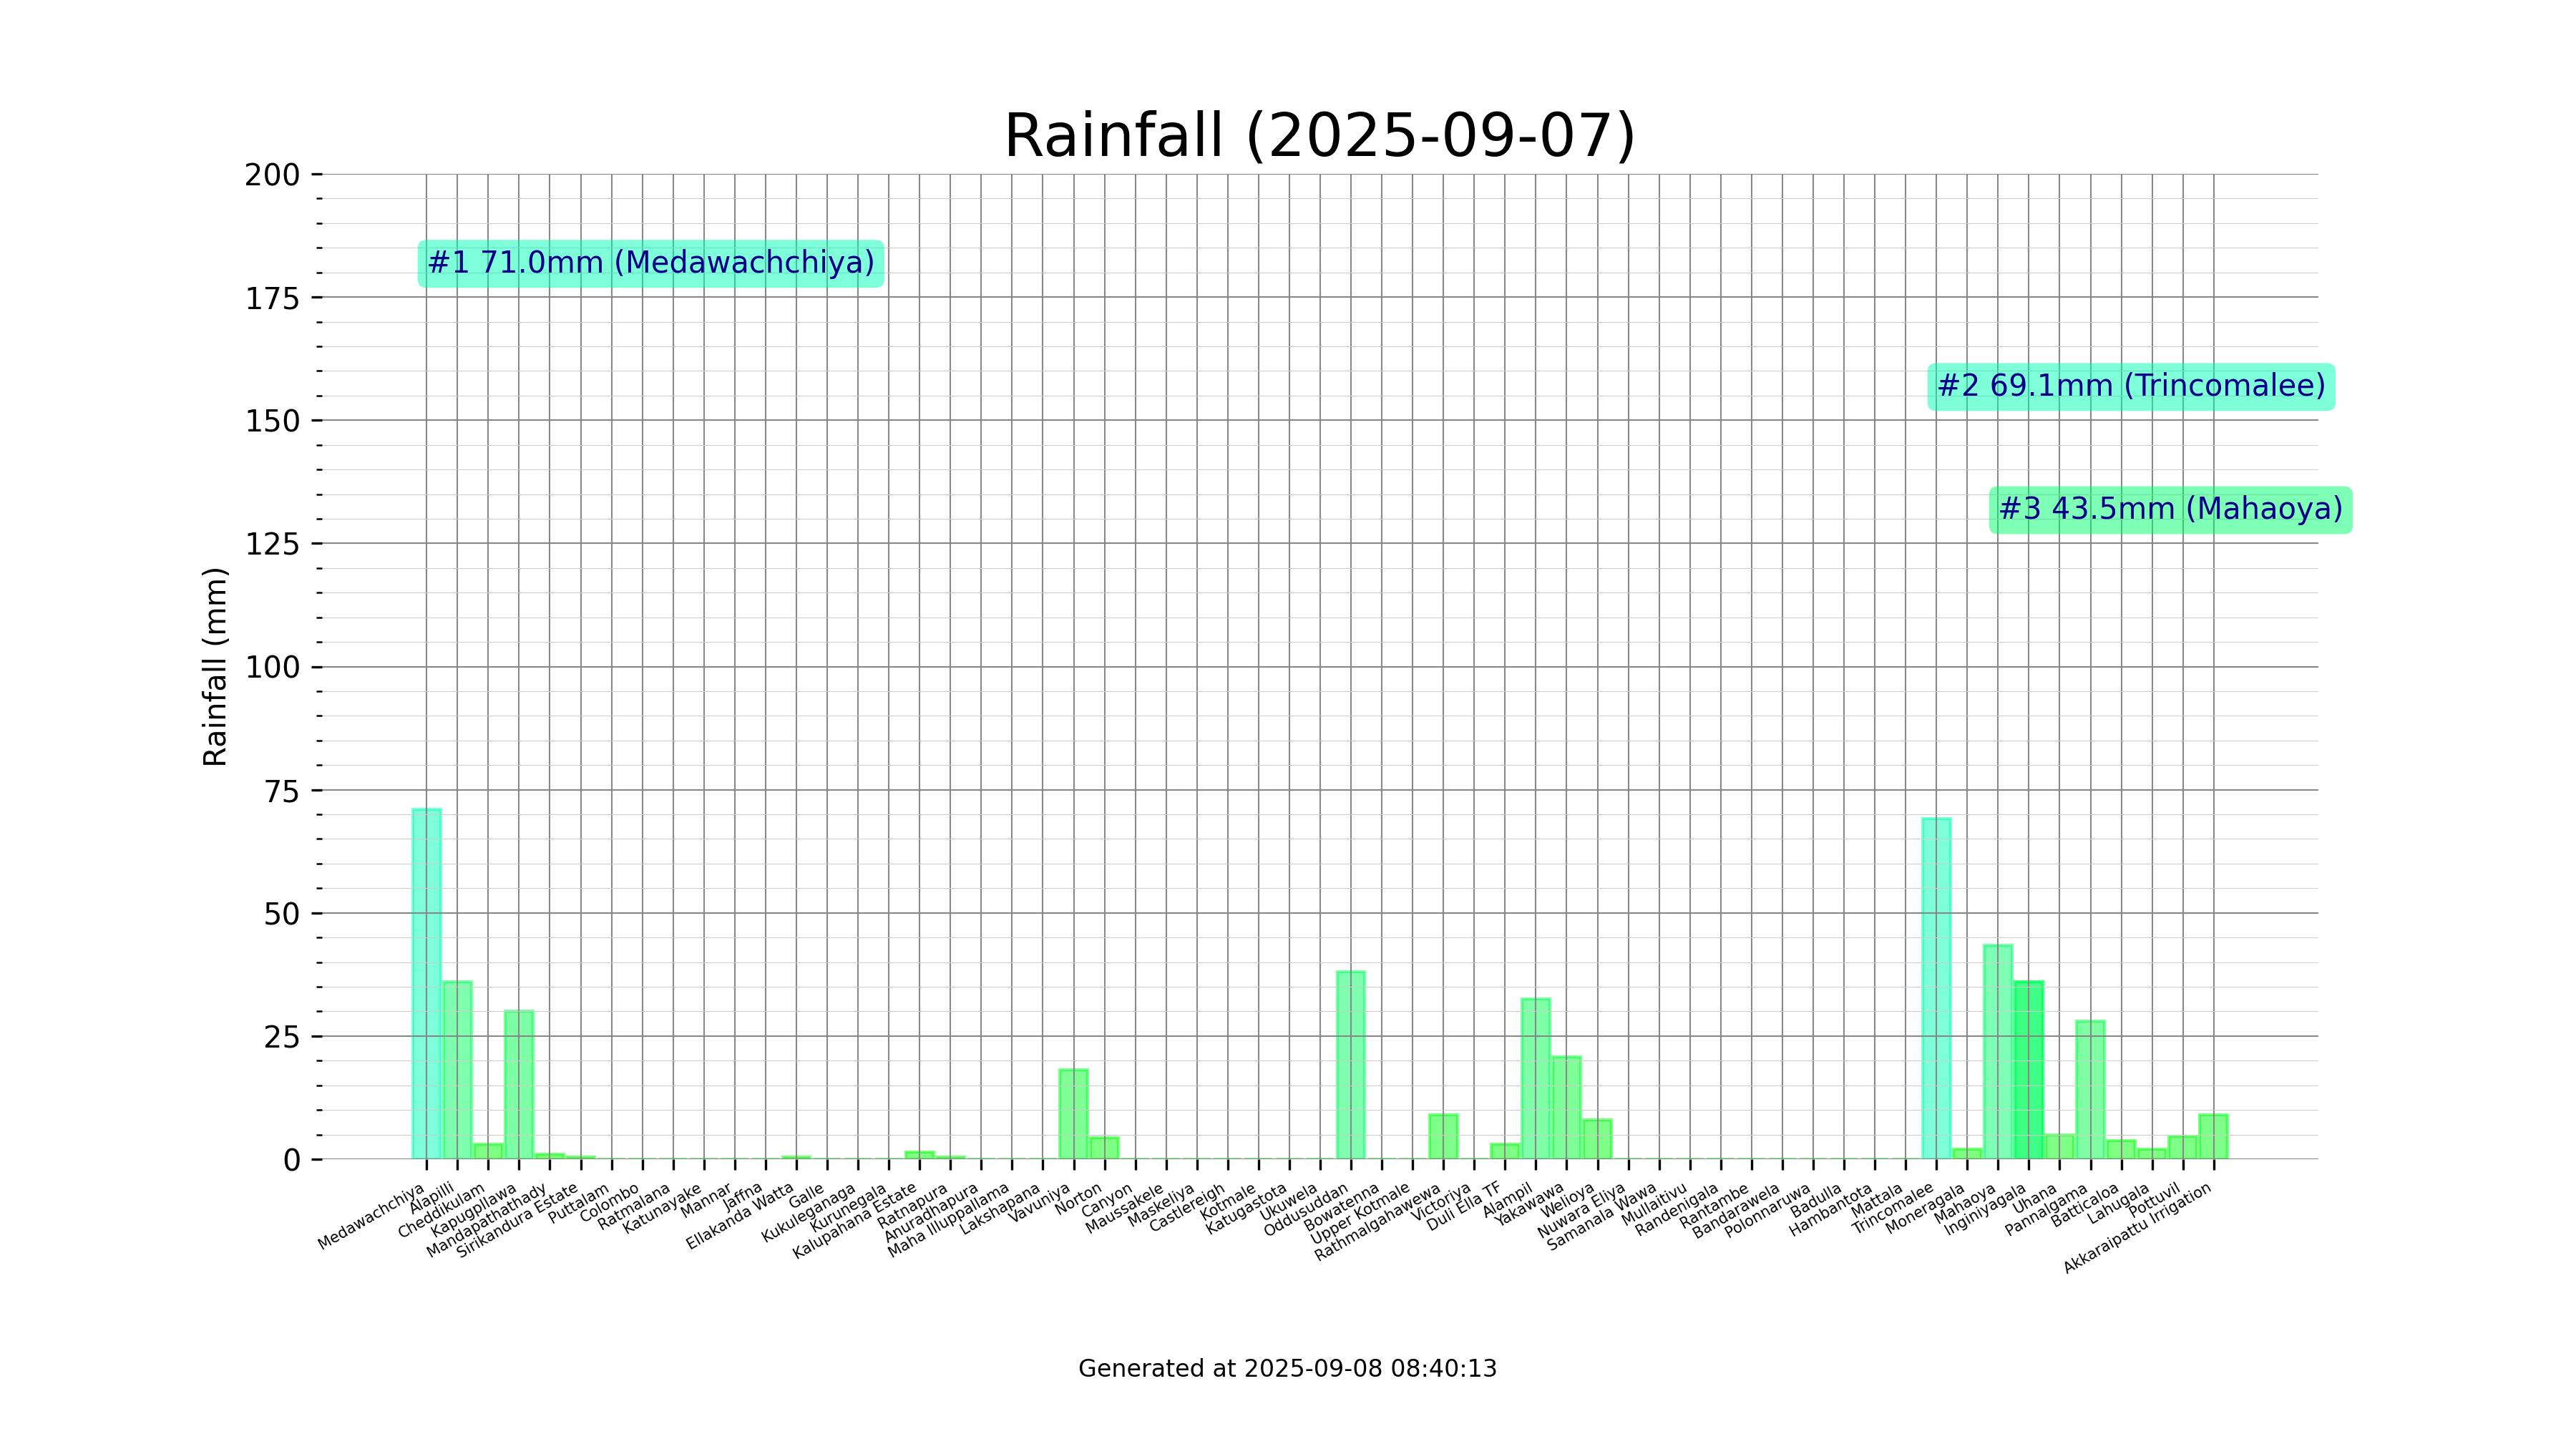 Rainfall (2025-09-07)
200
175
150
125
100
75
50
25
0
Rainfall (mm)
#1 71.0mm (Medawachchiya)
#2 69.1mm (Trincomalee)
#3 43.5mm (Mahaoya)
Medawachchiya
Alapilli
Cheddikulam
Kapugpllawa
Mandapathathady
Sirikandura Estate
Puttalam
Colombo
Ratmalana
Katunayake
Mannar
Jaffna
Ellakanda Watta
Galle
Kukuleganaga
Kurunegala
Kalupahana Estate
Ratnapura
Anuradhapura
Maha Illuppallama
Lakshapana
Vavuniya
Norton
Canyon
Maussakele
Maskeliya
Castlereigh
Kotmale
Katugastota
Ukuwela
Oddusuddan
Bowatenna
Upper Kotmale
Rathmalgahawewa
Victoriya
Duli Ella TF
Alampil
Yakawawa
Welioya
Nuwara Eliya
Samanala Wawa
Mullaitivu
Randenigala
Rantambe
Bandarawela
Polonnaruwa
Badulla
Hambantota
Mattala
Trincomalee
Moneragala
Mahaoya
Inginiyagala
Uhana
Pannalgama
Batticaloa
Lahugala
Pottuvil
Akkaraipattu Irrigation
Generated at 2025-09-08 08:40:13